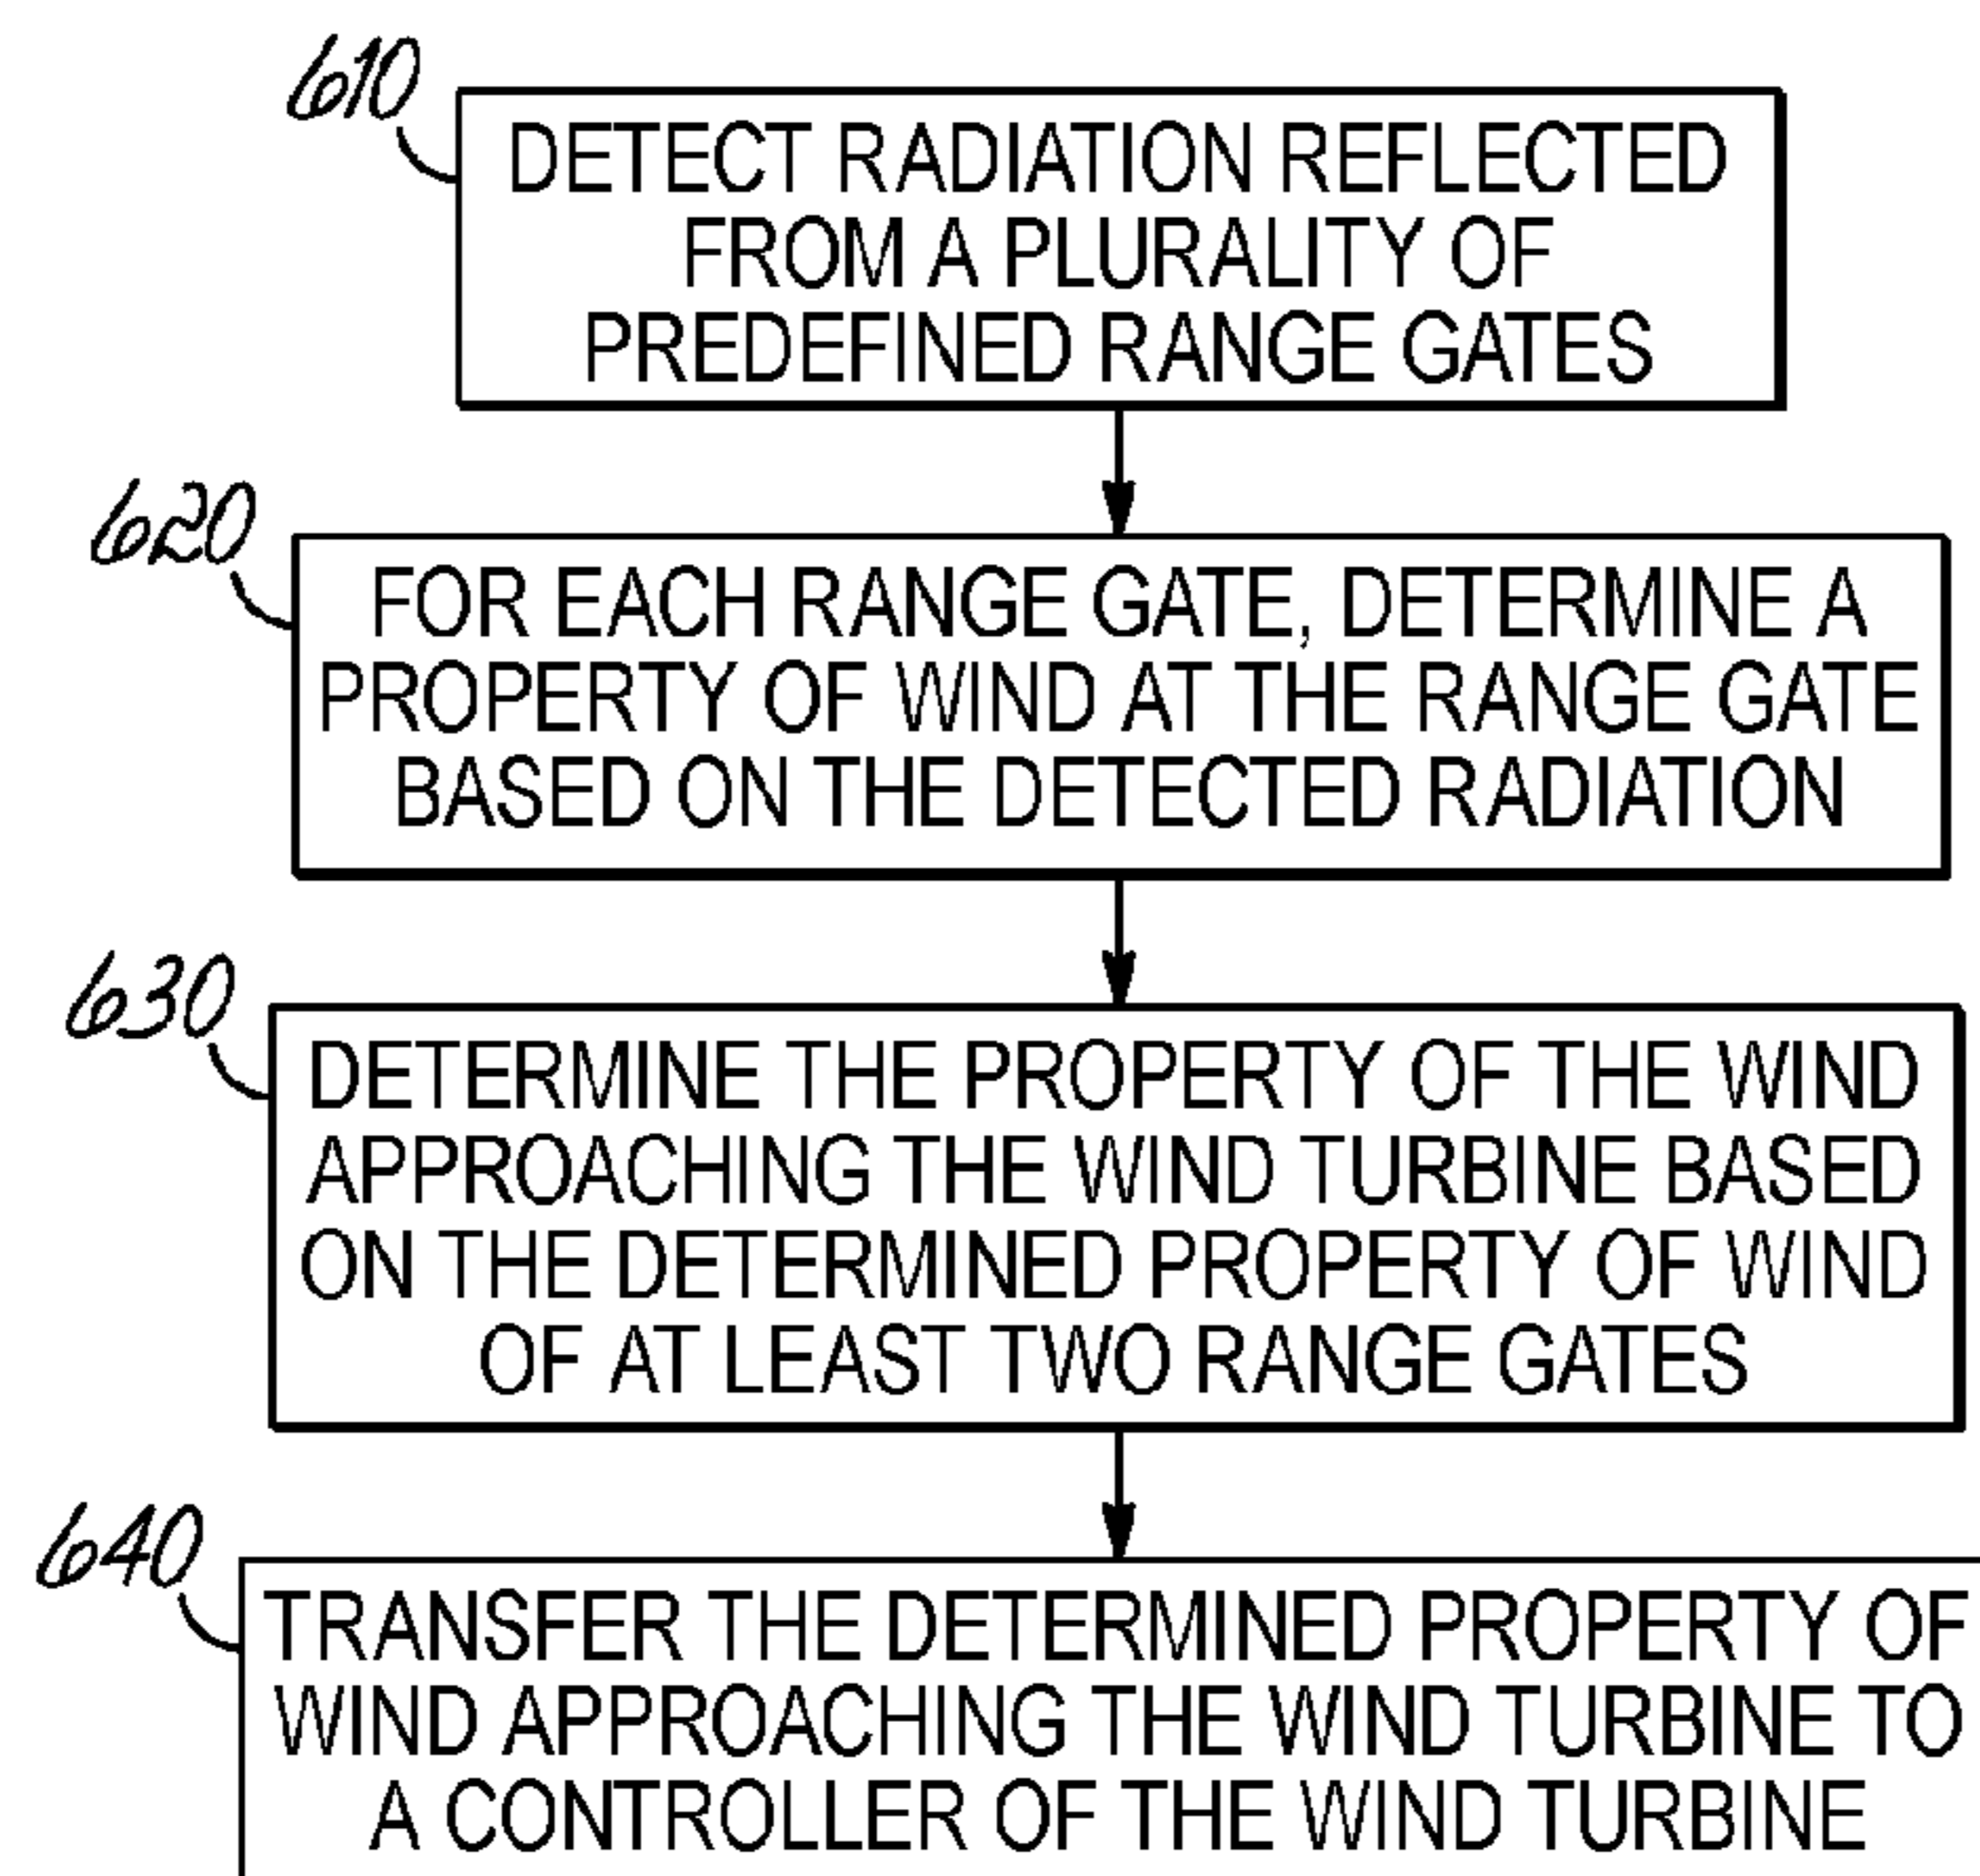 610
DETECT RADIATION REFLECTED
FROM A PLURALITY OF
PREDEFINED RANGE GATES
620
FOR EACH RANGE GATE, DETERMINE A
PROPERTY OF WIND AT THE RANGE GATE
BASED ON THE DETECTED RADIATION
630
DETERMINE THE PROPERTY OF THE WIND
APPROACHING THE WIND TURBINE BASED
ON THE DETERMINED PROPERTY OF WIND
OF AT LEAST TWO RANGE GATES
640
TRANSFER THE DETERMINED PROPERTY OF
WIND APPROACHING THE WIND TURBINE TO
A CONTROLLER OF THE WIND TURBINE